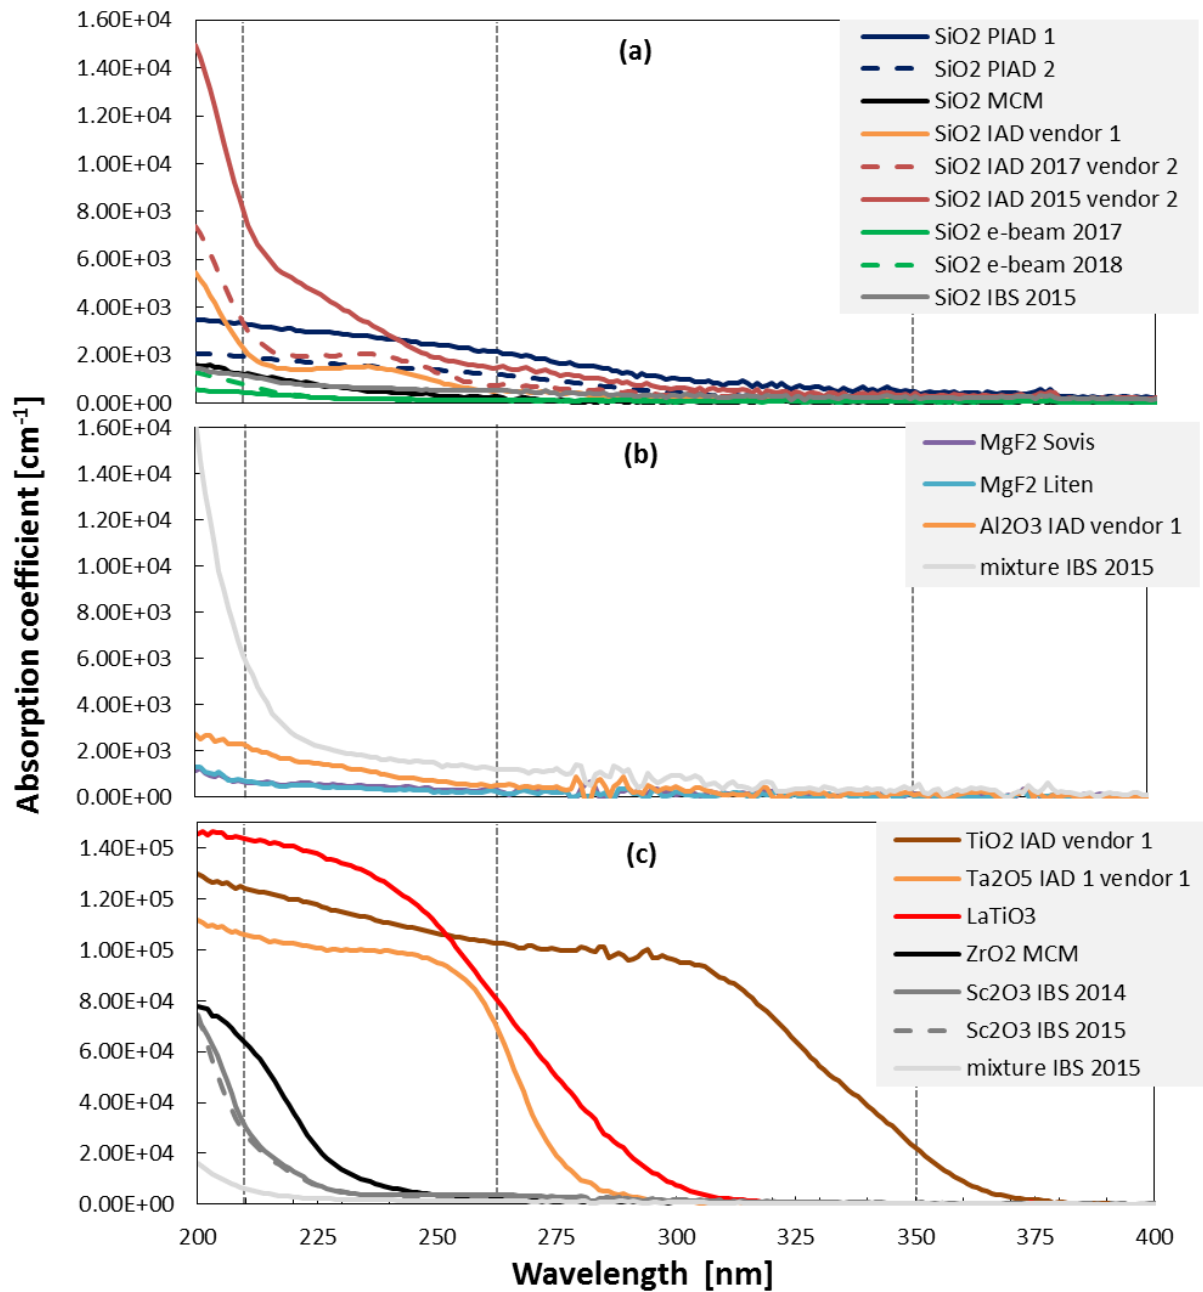 Absorption coefficient [cm⁻¹]
(a)
1.60E+04
1.40E+04
1.20E+04
1.00E+04
8.00E+03
6.00E+03
4.00E+03
2.00E+03
0.00E+00
SiO2 PIAD 1
SiO2 PIAD 2
SiO2 MCM
SiO2 IAD vendor 1
SiO2 IAD 2017 vendor 2
SiO2 IAD 2015 vendor 2
SiO2 e-beam 2017
SiO2 e-beam 2018
SiO2 IBS 2015
(b)
1.60E+04
1.40E+04
1.20E+04
1.00E+04
8.00E+03
6.00E+03
4.00E+03
2.00E+03
0.00E+00
MgF2 Sovis
MgF2 Liten
Al2O3 IAD vendor 1
mixture IBS 2015
(c)
1.40E+05
1.20E+05
1.00E+05
8.00E+04
6.00E+04
4.00E+04
2.00E+04
0.00E+00
TiO2 IAD vendor 1
Ta2O5 IAD 1 vendor 1
LaTiO3
ZrO2 MCM
Sc2O3 IBS 2014
Sc2O3 IBS 2015
mixture IBS 2015
200 225 250 275 300 325 350 375 400
Wavelength [nm]